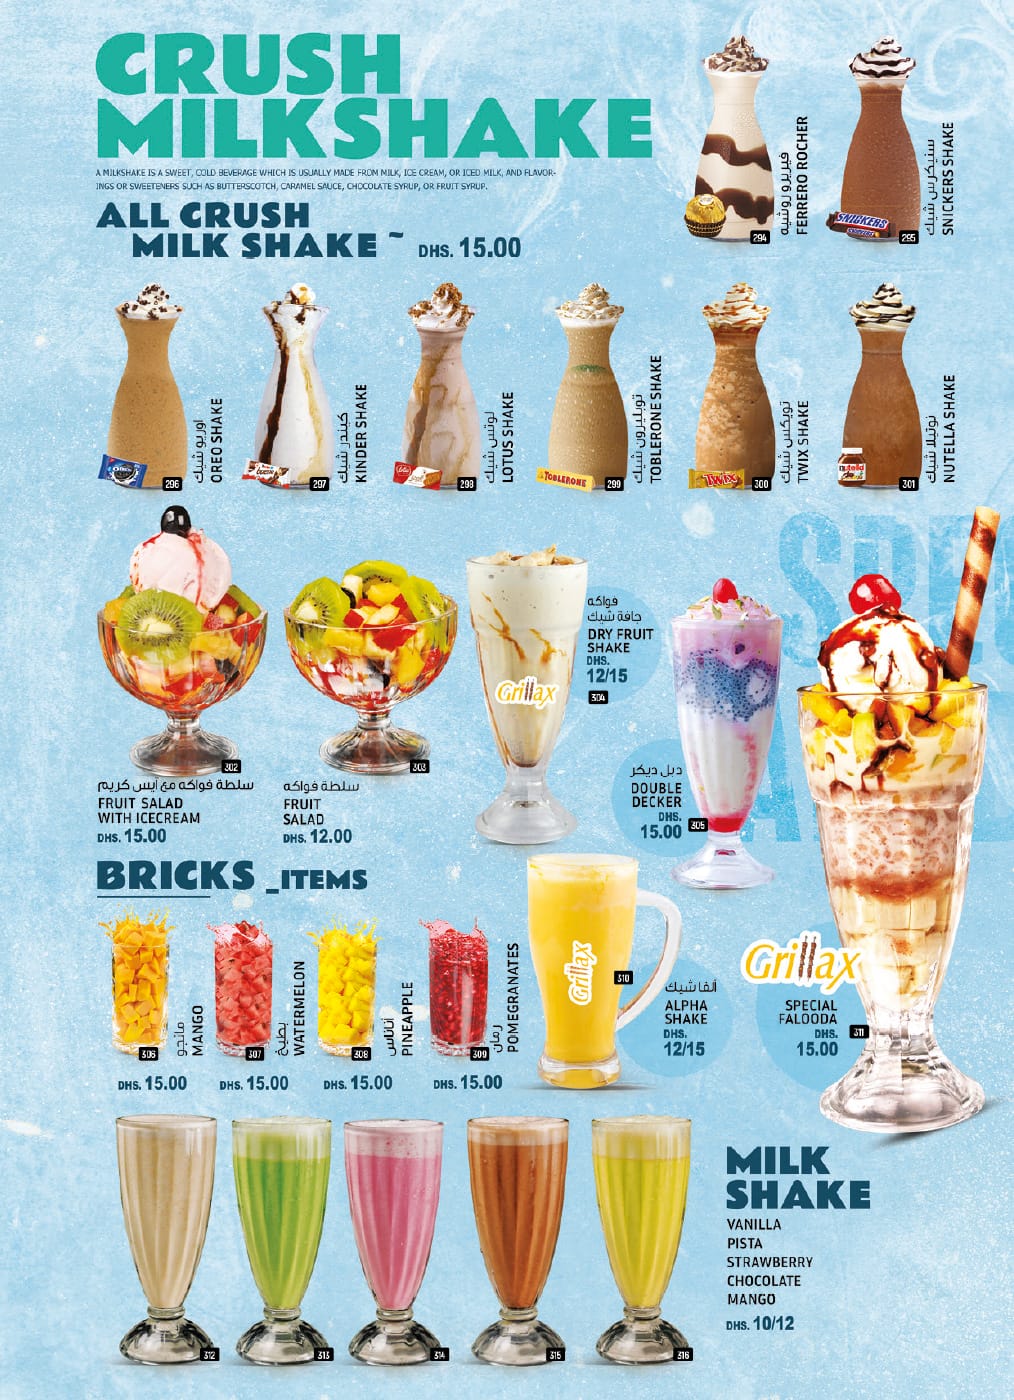 CRUSH
MILKSHAKE
A MILKSHAKE IS A SWEET, COLD BEVERAGE WHICH IS USUALLY MADE FROM MILK, ICE CREAM, OR ICED MILK, AND FLAVOR-
INGS OR SWEETENERS SUCH AS BUTTERSCOTCH, CARAMEL SAUCE, CHOCOLATE SYRUP, OR FRUIT SYRUP.
ALL CRUSH
MILK SHAKE ~ DHS. 15.00
فيريرو روشيه
FERRERO ROCHER
294
سنيكرس شيك
SNICKERS SHAKE
SNICKERS
295
اوريو شيك
OREO SHAKE
OREO
296
كيندر شيك
KINDER SHAKE
297
لوتس شيك
LOTUS SHAKE
298
توبليرون شيك
TOBLERONE SHAKE
TOBLERONE
299
تويكس شيك
TWIX SHAKE
TWIX
300
نوتيلا شيك
NUTELLA SHAKE
nutella
301
302
سلطة فواكه مع آيس كريم
FRUIT SALAD
WITH ICECREAM
DHS. 15.00
303
سلطة فواكه
FRUIT
SALAD
DHS. 12.00
Grillax
فواكه
جافة شيك
DRY FRUIT
SHAKE
DHS.
12/15
304
دبل ديكر
DOUBLE
DECKER
DHS.
15.00
305
SPEC
BRICKS _ITEMS
306
مانجو
MANGO
DHS. 15.00
307
بطيخ
WATERMELON
DHS. 15.00
308
أناناس
PINEAPPLE
DHS. 15.00
309
رمان
POMEGRANATES
DHS. 15.00
Grillax
310
ألفا شيك
ALPHA
SHAKE
DHS.
12/15
Grillax
SPECIAL
FALOODA
DHS.
15.00
311
312
313
314
315
316
MILK
SHAKE
VANILLA
PISTA
STRAWBERRY
CHOCOLATE
MANGO
DHS. 10/12